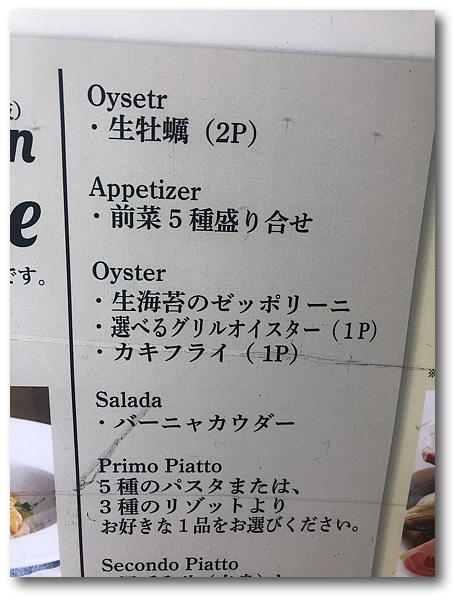 Oysetr
・生牡蠣（2P）
Appetizer
・前菜５種盛り合せ
です。
Oyster
・生海苔のゼッポリーニ
・選べるグリルオイスター（1P）
・カキフライ（ 1P）
※
Salada
・バーニャカウダー
Primo Piatto
５種のパスタまたは、
３種のリゾットより
お好きな１品をお選びください。
Secondo Piatto